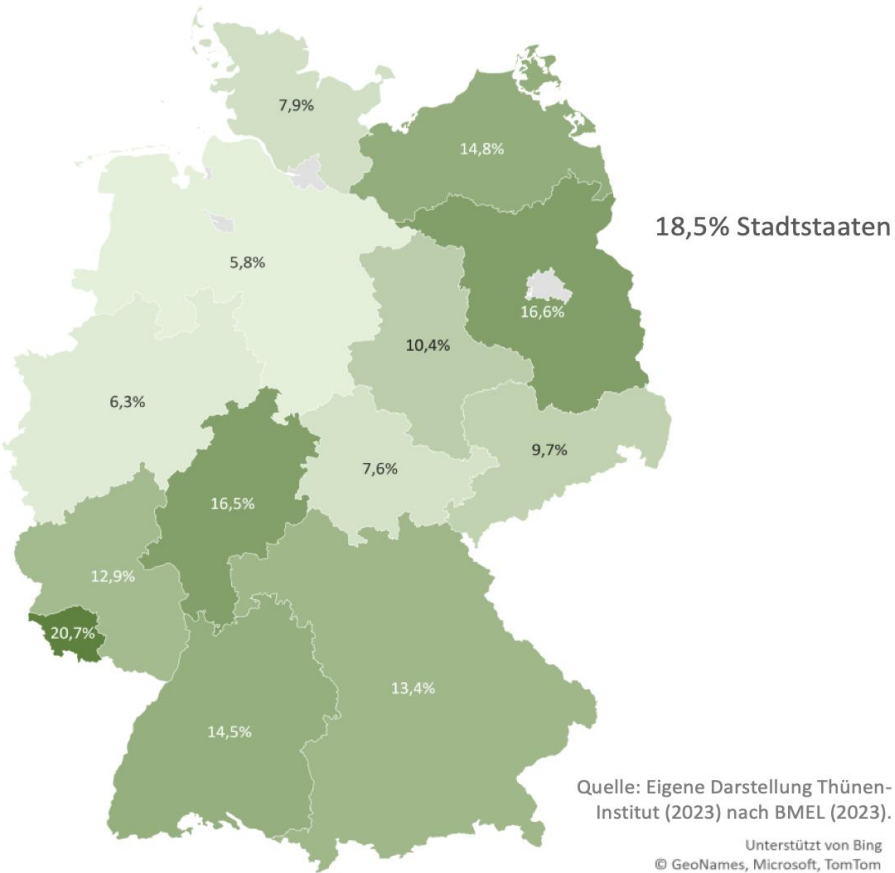 7,9%
14,8%
18,5% Stadtstaaten
5,8%
16,6%
10,4%
6,3%
9,7%
7,6%
16,5%
12,9%
20,7%
13,4%
14,5%
Quelle: Eigene Darstellung Thünen-
Institut (2023) nach BMEL (2023).
Unterstützt von Bing
© GeoNames, Microsoft, TomTom